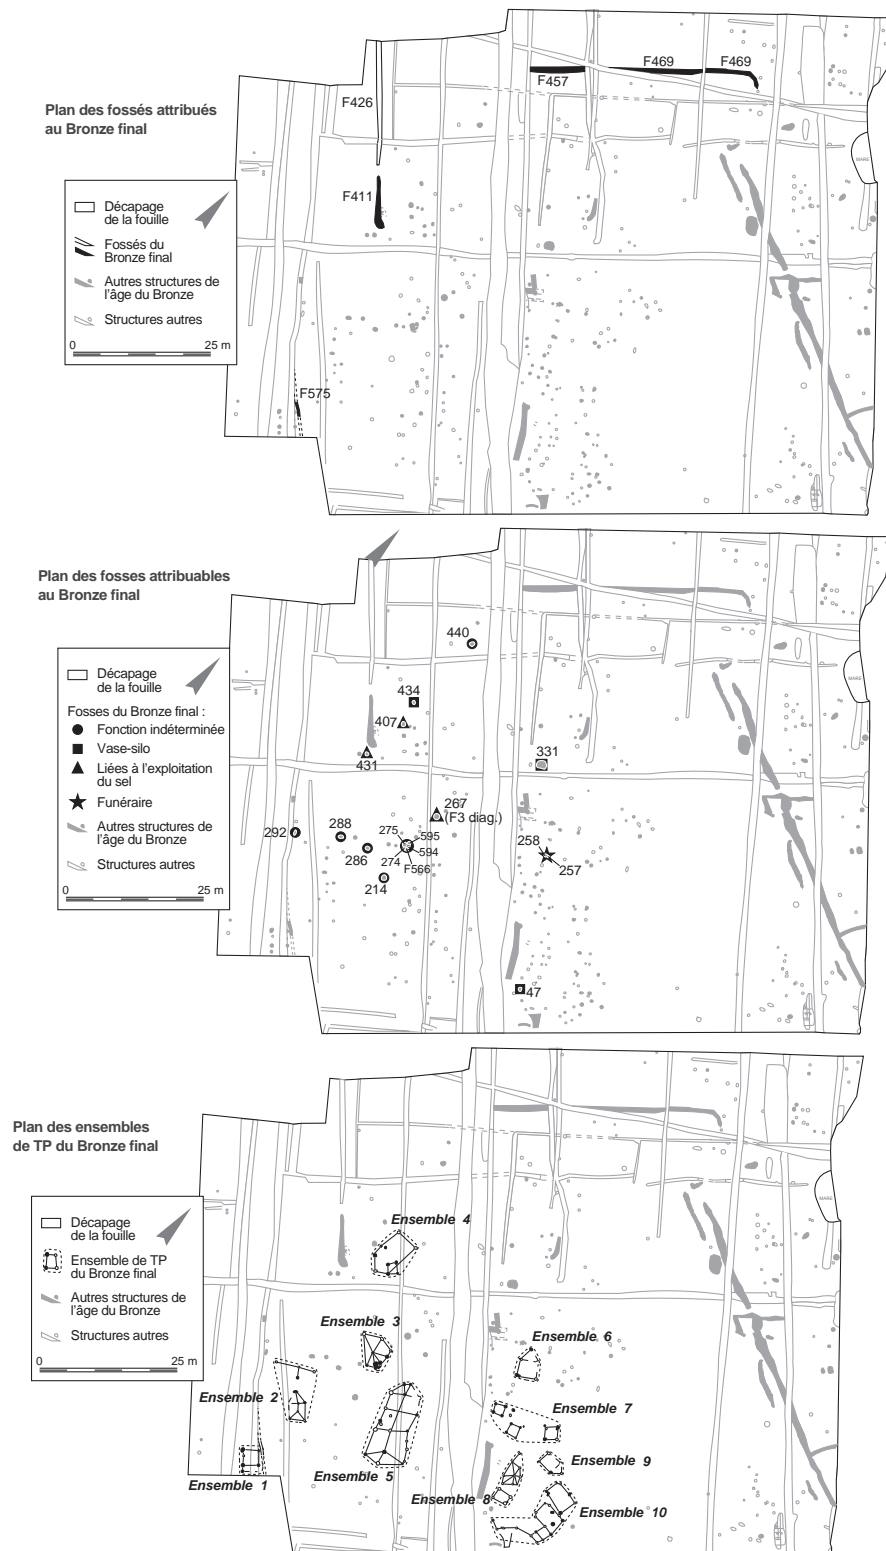 Plan des fossés attribués
au Bronze final
F426
F457
F469
F469
MARE
F411
Décapage
de la fouille
Fossés du
Bronze final
Autres structures de
l'âge du Bronze
Structures autres
0 25 m
F575
Plan des fosses attribuables
au Bronze final
440
MARE
434
407
431
331
Décapage
de la fouille
Fosses du Bronze final :
Fonction indéterminée
Vase-silo
Liées à l'exploitation
du sel
Funéraire
Autres structures de
l'âge du Bronze
Structures autres
0 25 m
267
(F3 diag.)
292
288
286
275
595
594
274
F566
214
258
257
47
Plan des ensembles
de TP du Bronze final
MARE
Décapage
de la fouille
Ensemble de TP
du Bronze final
Autres structures de
l'âge du Bronze
Structures autres
0 25 m
Ensemble 4
Ensemble 3
Ensemble 6
Ensemble 2
Ensemble 7
Ensemble 1
Ensemble 5
Ensemble 9
Ensemble 8
Ensemble 10